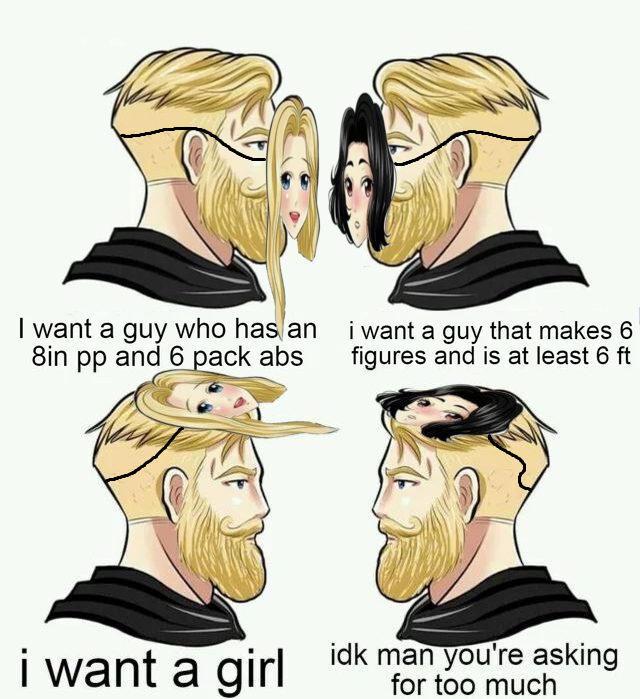 I want a guy who has an
8in pp and 6 pack abs
i want a guy that makes 6
figures and is at least 6 ft
i want a girl
idk man you're asking
for too much